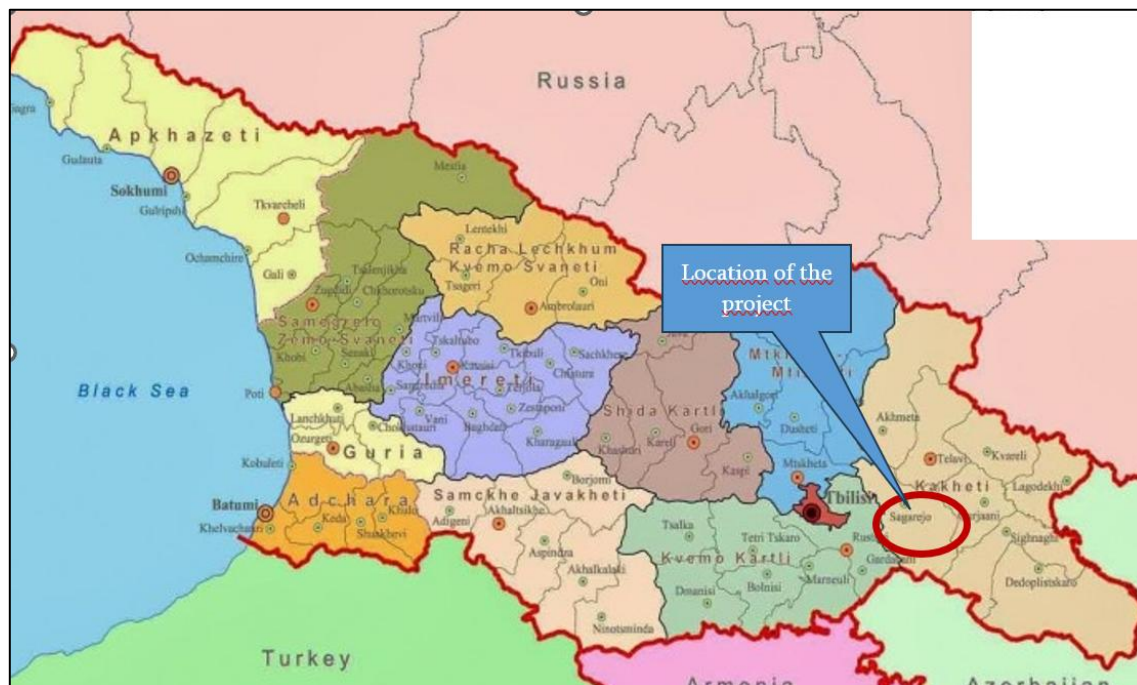 Russia
Apkhazeti
Gudauta
Sokhumi
Gulripshi
Tkvarcheli
Ochamchire
Gali
Mestia
Lentekhi
Racha Lechkhum
Kvemo Svaneti
Tsageri
Oni
Ambrolauri
Location of the
project
Tsalenjikha
Zugdidi
Chkhorotsku
Martvili
Samegrelo
Zemo Svaneti
Khobi
Senaki
Abasha
Poti
Black Sea
Tskaltubo
Khoni
Kutaisi
Tkibuli
Sachkhere
Chiatura
Imereti
Samtredia
Terjola
Vani
Zestaponi
Baghdati
Kharagauli
Shida Kartli
Gori
Kareli
Khashuri
Kaspi
Akhalgori
Dusheti
Mtskheta
Tbilisi
Akhmeta
Telavi
Kvareli
Kakheti
Lagodekhi
Sagarejo
Sighnaghi
Dedoplistskaro
Lanchkhuti
Ozurgeti
Chokhatauri
Guria
Kobuleti
Batumi
Adchara
Keda
Khulo
Shuakhevi
Khelvachauri
Borjomi
Samckhe Javakheti
Adigeni
Akhaltsikhe
Aspindza
Akhalkalaki
Ninotsminda
Tsalka
Tetri Tskaro
Rustavi
Gardabani
Kvemo Kartli
Marneuli
Bolnisi
Dmanisi
Turkey
Armenia
Azerbaijan